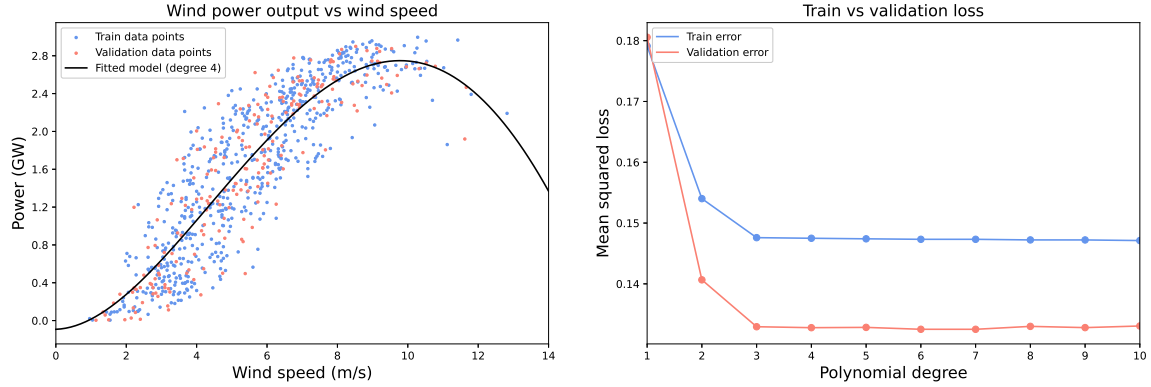 Wind power output vs wind speed
Train data points
Validation data points
Fitted model (degree 4)
2.8
2.4
2.0
1.6
1.2
0.8
0.4
0.0
Power (GW)
0 2 4 6 8 10 12 14
Wind speed (m/s)
Train vs validation loss
Train error
Validation error
0.18
0.17
0.16
0.15
0.14
Mean squared loss
1 2 3 4 5 6 7 8 9 10
Polynomial degree